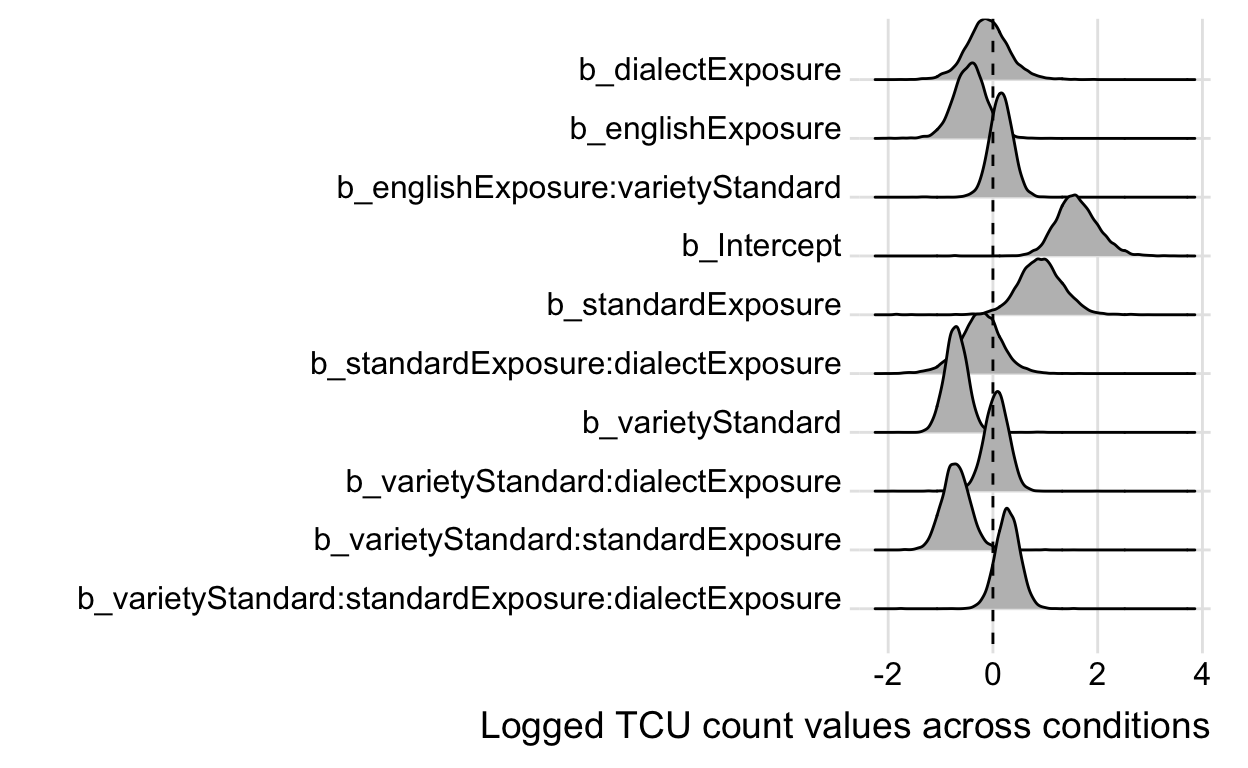 b_dialectExposure
b_englishExposure
b_englishExposure:varietyStandard
b_Intercept
b_standardExposure
b_standardExposure:dialectExposure
b_varietyStandard
b_varietyStandard:dialectExposure
b_varietyStandard:standardExposure
b_varietyStandard:standardExposure:dialectExposure
-2 0 2 4
Logged TCU count values across conditions